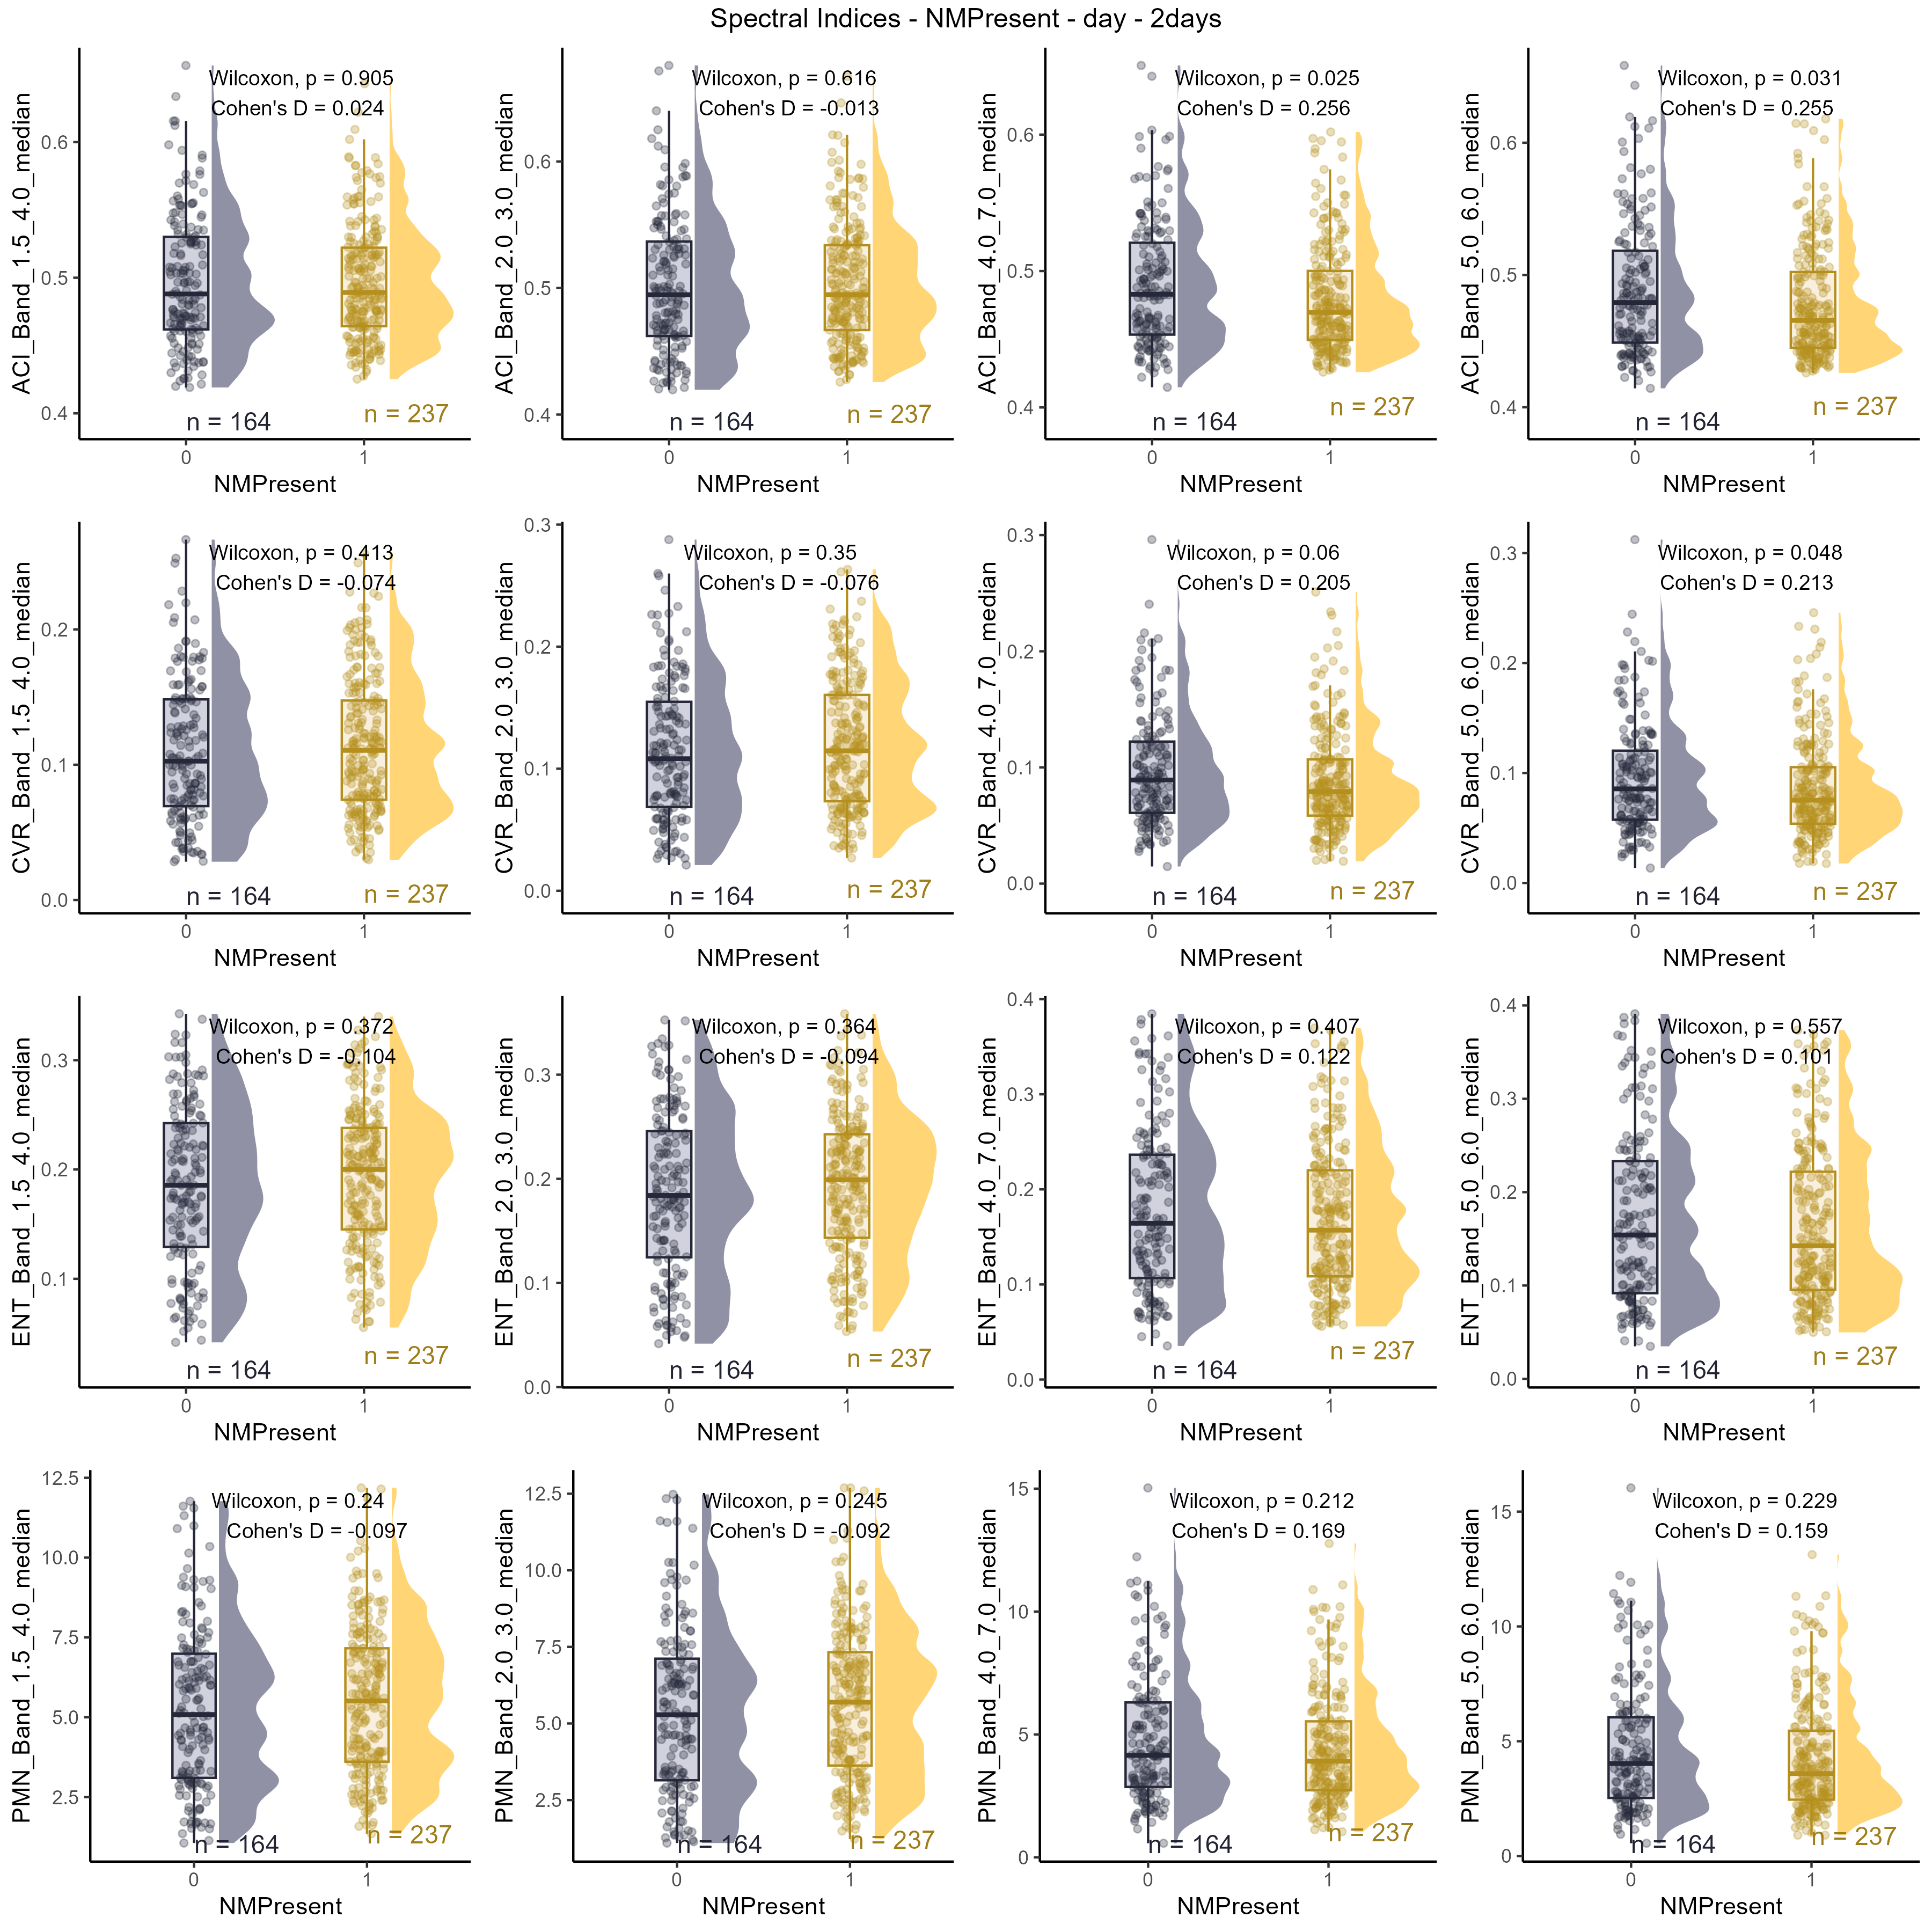 Spectral Indices - NMPresent - day - 2days
ACI_Band_1.5_4.0_median
Wilcoxon, p = 0.905
Cohen's D = 0.024
0.6
0.5
0.4
n = 164
n = 237
0
1
NMPresent
ACI_Band_2.0_3.0_median
Wilcoxon, p = 0.616
Cohen's D = -0.013
0.6
0.5
0.4
n = 164
n = 237
0
1
NMPresent
ACI_Band_4.0_7.0_median
Wilcoxon, p = 0.025
Cohen's D = 0.256
0.6
0.5
0.4
n = 164
n = 237
0
1
NMPresent
ACI_Band_5.0_6.0_median
Wilcoxon, p = 0.031
Cohen's D = 0.255
0.6
0.5
0.4
n = 164
n = 237
0
1
NMPresent
CVR_Band_1.5_4.0_median
Wilcoxon, p = 0.413
Cohen's D = -0.074
0.2
0.1
0.0
n = 164
n = 237
0
1
NMPresent
CVR_Band_2.0_3.0_median
Wilcoxon, p = 0.35
Cohen's D = -0.076
0.3
0.2
0.1
0.0
n = 164
n = 237
0
1
NMPresent
CVR_Band_4.0_7.0_median
Wilcoxon, p = 0.06
Cohen's D = 0.205
0.3
0.2
0.1
0.0
n = 164
n = 237
0
1
NMPresent
CVR_Band_5.0_6.0_median
Wilcoxon, p = 0.048
Cohen's D = 0.213
0.3
0.2
0.1
0.0
n = 164
n = 237
0
1
NMPresent
ENT_Band_1.5_4.0_median
Wilcoxon, p = 0.372
Cohen's D = -0.104
0.3
0.2
0.1
n = 164
n = 237
0
1
NMPresent
ENT_Band_2.0_3.0_median
Wilcoxon, p = 0.364
Cohen's D = -0.094
0.3
0.2
0.1
0.0
n = 164
n = 237
0
1
NMPresent
ENT_Band_4.0_7.0_median
Wilcoxon, p = 0.407
Cohen's D = 0.122
0.4
0.3
0.2
0.1
0.0
n = 164
n = 237
0
1
NMPresent
ENT_Band_5.0_6.0_median
Wilcoxon, p = 0.557
Cohen's D = 0.101
0.4
0.3
0.2
0.1
0.0
n = 164
n = 237
0
1
NMPresent
PMN_Band_1.5_4.0_median
Wilcoxon, p = 0.24
Cohen's D = -0.097
12.5
10.0
7.5
5.0
2.5
n = 164
n = 237
0
1
NMPresent
PMN_Band_2.0_3.0_median
Wilcoxon, p = 0.245
Cohen's D = -0.092
12.5
10.0
7.5
5.0
2.5
n = 164
n = 237
0
1
NMPresent
PMN_Band_4.0_7.0_median
Wilcoxon, p = 0.212
Cohen's D = 0.169
15
10
5
0
n = 164
n = 237
0
1
NMPresent
PMN_Band_5.0_6.0_median
Wilcoxon, p = 0.229
Cohen's D = 0.159
15
10
5
0
n = 164
n = 237
0
1
NMPresent